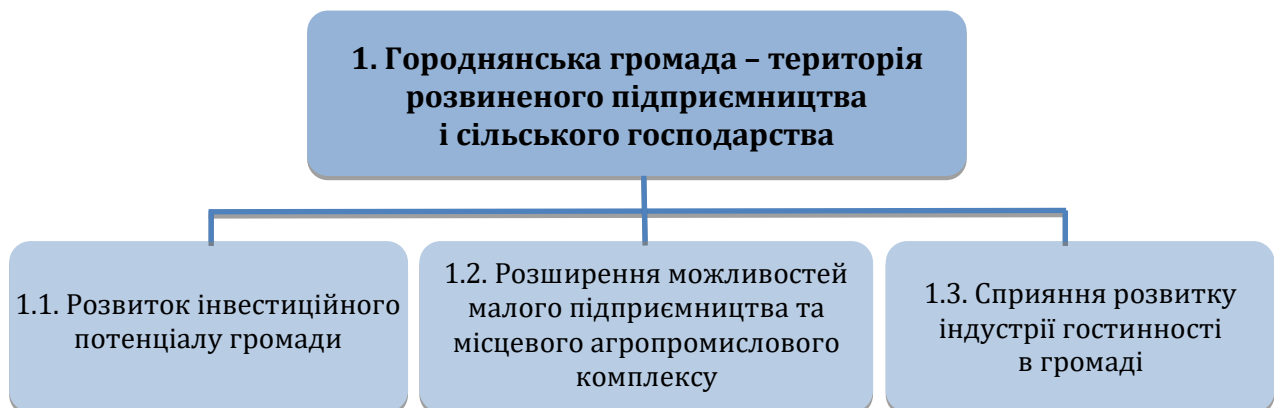 1. Городнянська громада – територія
розвиненого підприємництва
і сільського господарства
1.1. Розвиток інвестиційного
потенціалу громади
1.2. Розширення можливостей
малого підприємництва та
місцевого агропромислового
комплексу
1.3. Сприяння розвитку
індустрії гостинності
в громаді